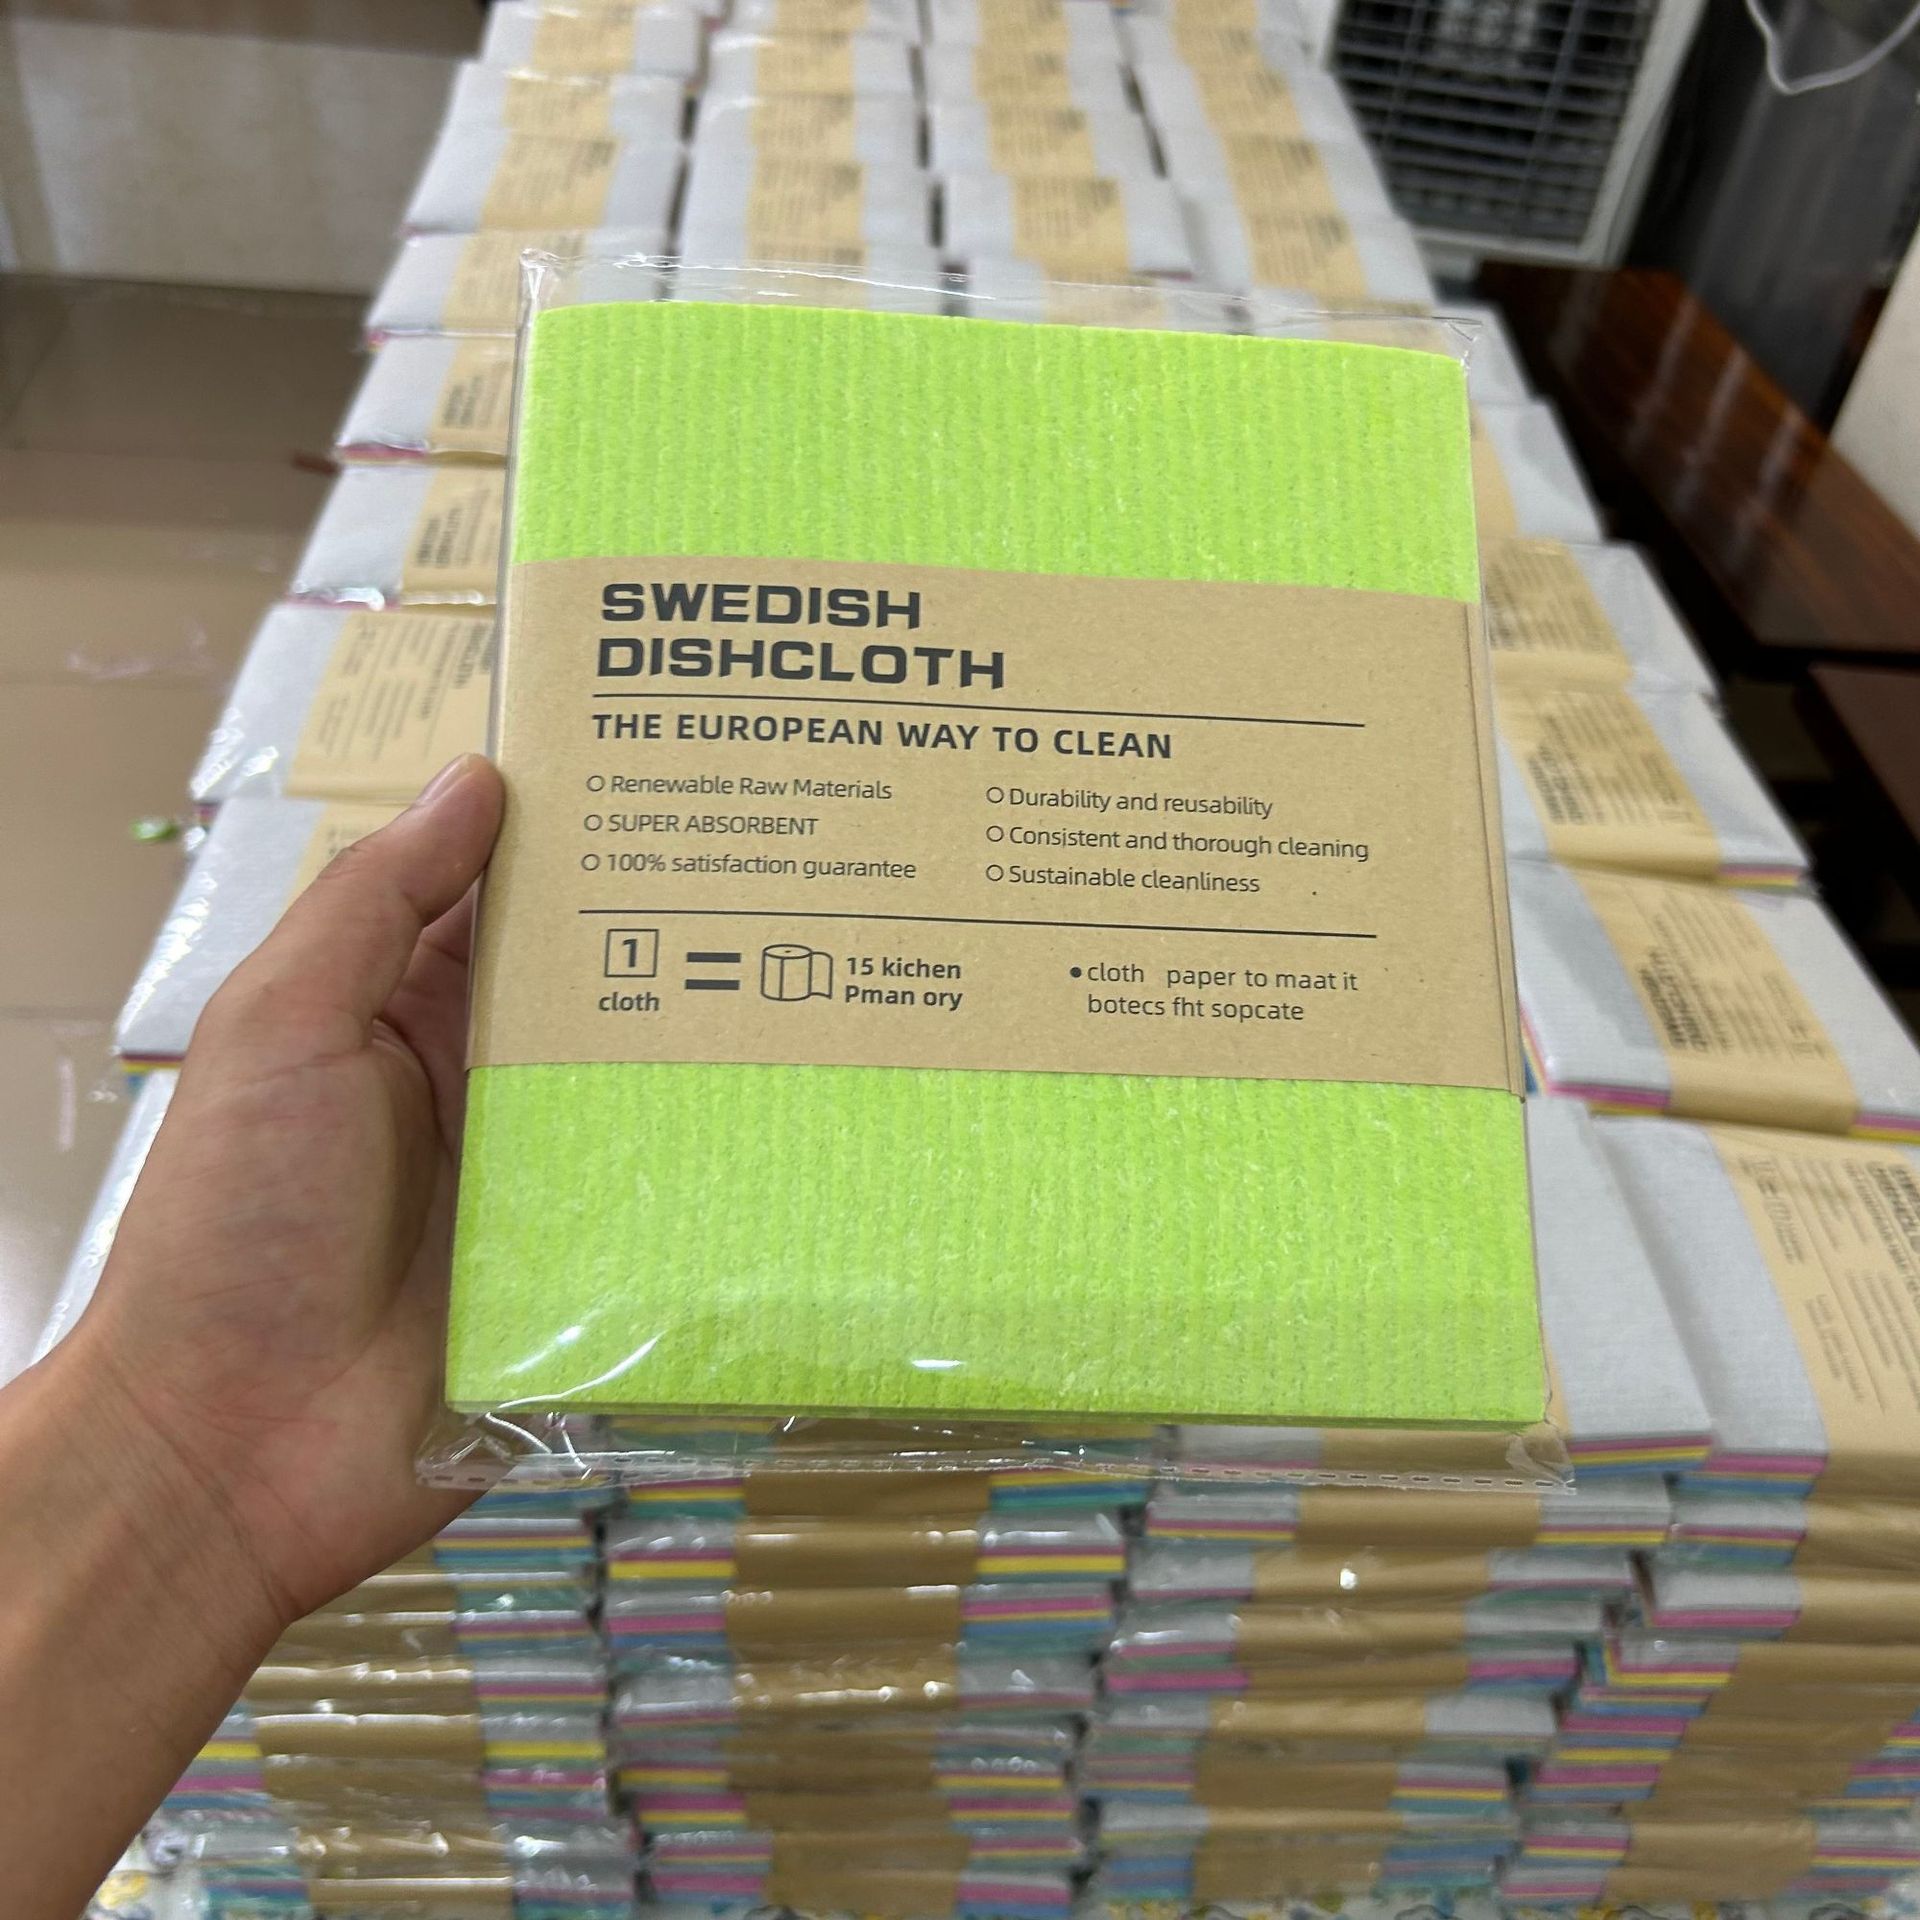 SWEDISH
DISHCLOTH
THE EUROPEAN WAY TO CLEAN
Renewable Raw Materials
SUPER ABSORBENT
100% satisfaction guarantee
Durability and reusability
Consistent and thorough cleaning
Sustainable cleanliness
1
cloth
=
15 kichen
Pman ory
• cloth paper to maat it
botecs fht sopcate